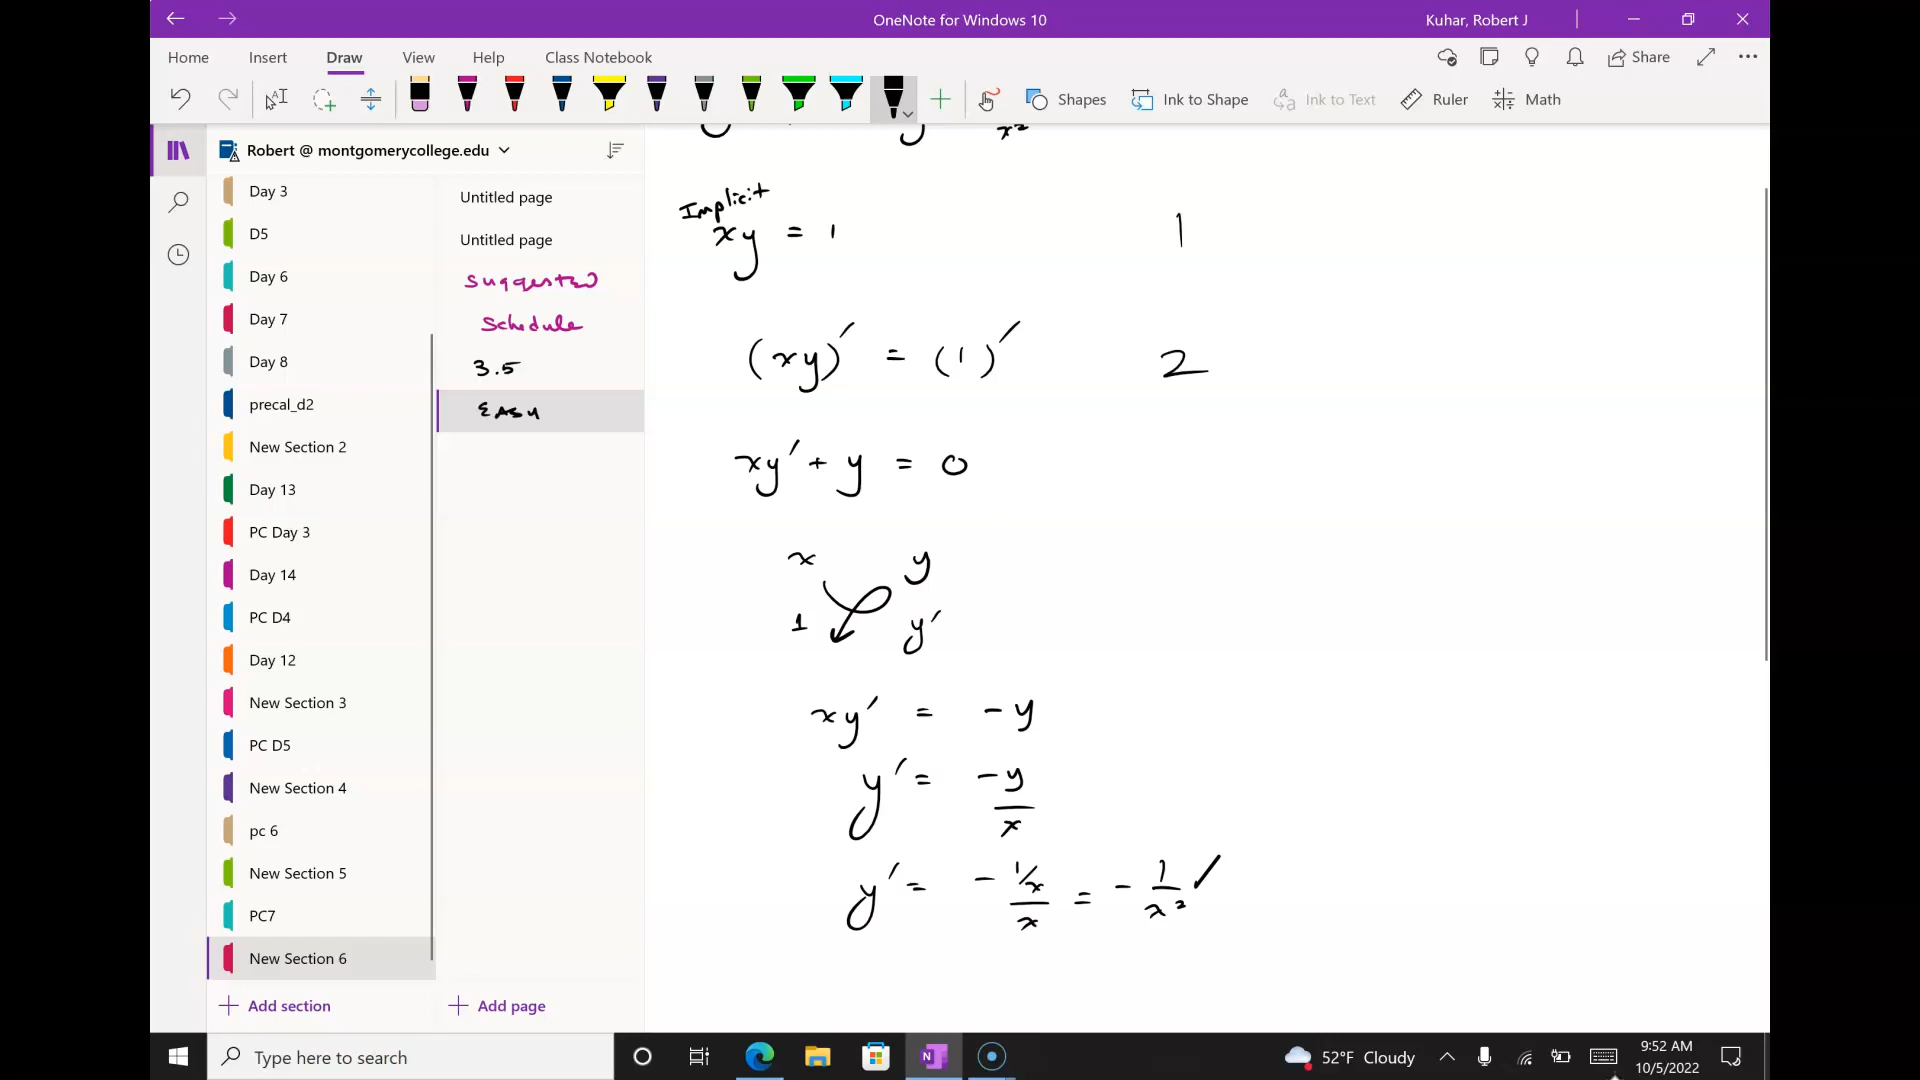 OneNote for Windows 10
Kuhar, Robert J
Home Insert Draw View Help Class Notebook
Share
Shapes Ink to Shape Ink to Text Ruler Math
Robert @ montgomerycollege.edu
Day 3
D5
Day 6
Day 7
Day 8
precal_d2
New Section 2
Day 13
PC Day 3
Day 14
PC D4
Day 12
New Section 3
PC D5
New Section 4
pc 6
New Section 5
PC7
New Section 6
Add section
Untitled page
Untitled page
suggested
schedule
3.5
EASY
Add page
x²
Implicit
xy = 1 1
(xy)′ = (1)′ 2
xy′ + y = 0
x y
1 y′
xy′ = -y
y′ = -y/x
y′ = - 1/x / x = - 1/x² ✓
Type here to search
52°F Cloudy
9:52 AM
10/5/2022